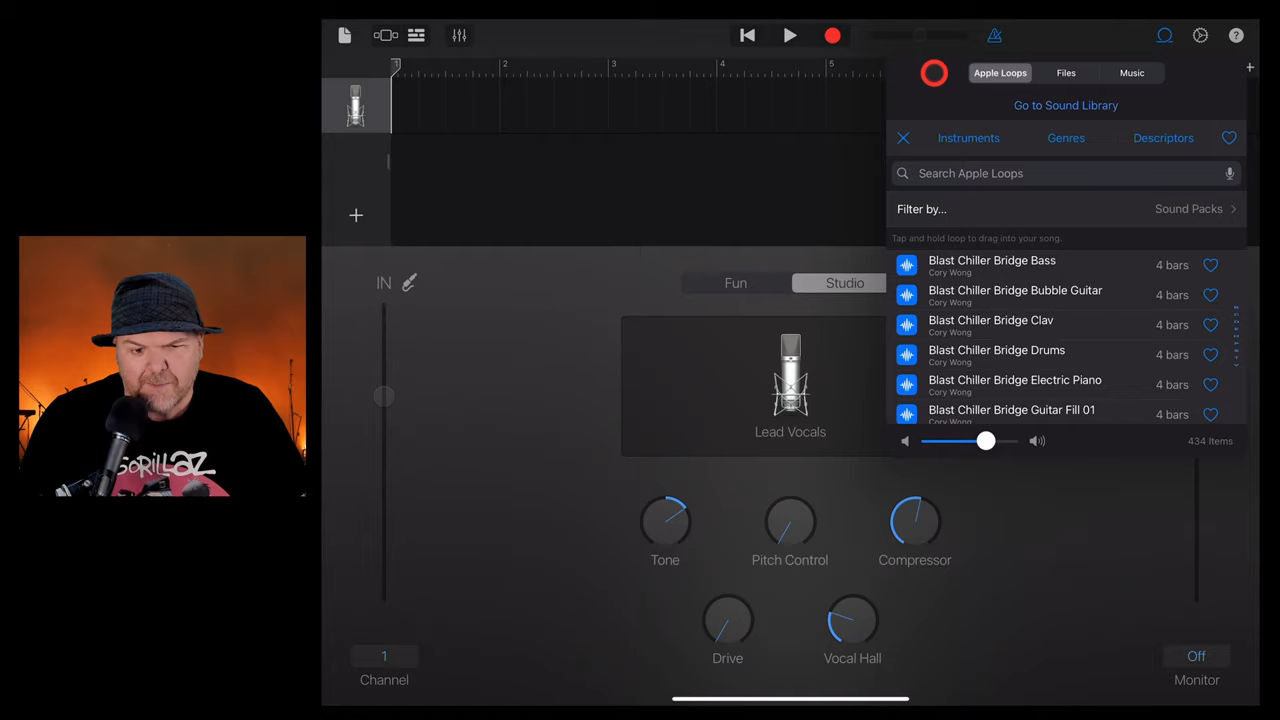 1
2
3
4
5
Apple Loops
Files
Music
Go to Sound Library
Instruments
Genres
Descriptors
Search Apple Loops
Filter by...
Sound Packs
Tap and hold loop to drag into your song.
Blast Chiller Bridge Bass
Cory Wong
4 bars
Blast Chiller Bridge Bubble Guitar
Cory Wong
4 bars
Blast Chiller Bridge Clav
Cory Wong
4 bars
Blast Chiller Bridge Drums
Cory Wong
4 bars
Blast Chiller Bridge Electric Piano
Cory Wong
4 bars
Blast Chiller Bridge Guitar Fill 01
Cory Wong
4 bars
434 Items
IN
Fun
Studio
Lead Vocals
Tone
Pitch Control
Compressor
Drive
Vocal Hall
1
Channel
Off
Monitor
GORILLAZ